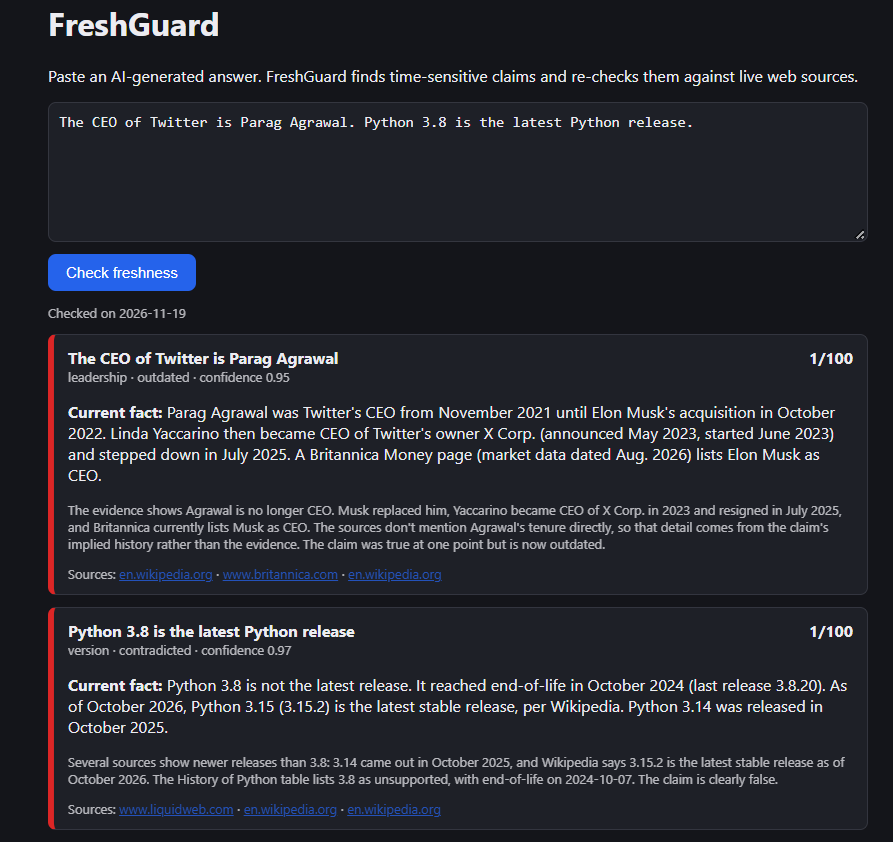 FreshGuard
Paste an AI-generated answer. FreshGuard finds time-sensitive claims and re-checks them against live web sources.
The CEO of Twitter is Parag Agrawal. Python 3.8 is the latest Python release.
Check freshness
Checked on 2026-11-19
The CEO of Twitter is Parag Agrawal 1/100
leadership · outdated · confidence 0.95
Current fact: Parag Agrawal was Twitter's CEO from November 2021 until Elon Musk's acquisition in October
2022. Linda Yaccarino then became CEO of Twitter's owner X Corp. (announced May 2023, started June 2023)
and stepped down in July 2025. A Britannica Money page (market data dated Aug. 2026) lists Elon Musk as
CEO.
The evidence shows Agrawal is no longer CEO. Musk replaced him, Yaccarino became CEO of X Corp. in 2023 and resigned in July 2025,
and Britannica currently lists Musk as CEO. The sources don't mention Agrawal's tenure directly, so that detail comes from the claim's
implied history rather than the evidence. The claim was true at one point but is now outdated.
Sources: en.wikipedia.org · www.britannica.com · en.wikipedia.org
Python 3.8 is the latest Python release 1/100
version · contradicted · confidence 0.97
Current fact: Python 3.8 is not the latest release. It reached end-of-life in October 2024 (last release 3.8.20). As
of October 2026, Python 3.15 (3.15.2) is the latest stable release, per Wikipedia. Python 3.14 was released in
October 2025.
Several sources show newer releases than 3.8: 3.14 came out in October 2025, and Wikipedia says 3.15.2 is the latest stable release as of
October 2026. The History of Python table lists 3.8 as unsupported, with end-of-life on 2024-10-07. The claim is clearly false.
Sources: www.liquidweb.com · en.wikipedia.org · en.wikipedia.org